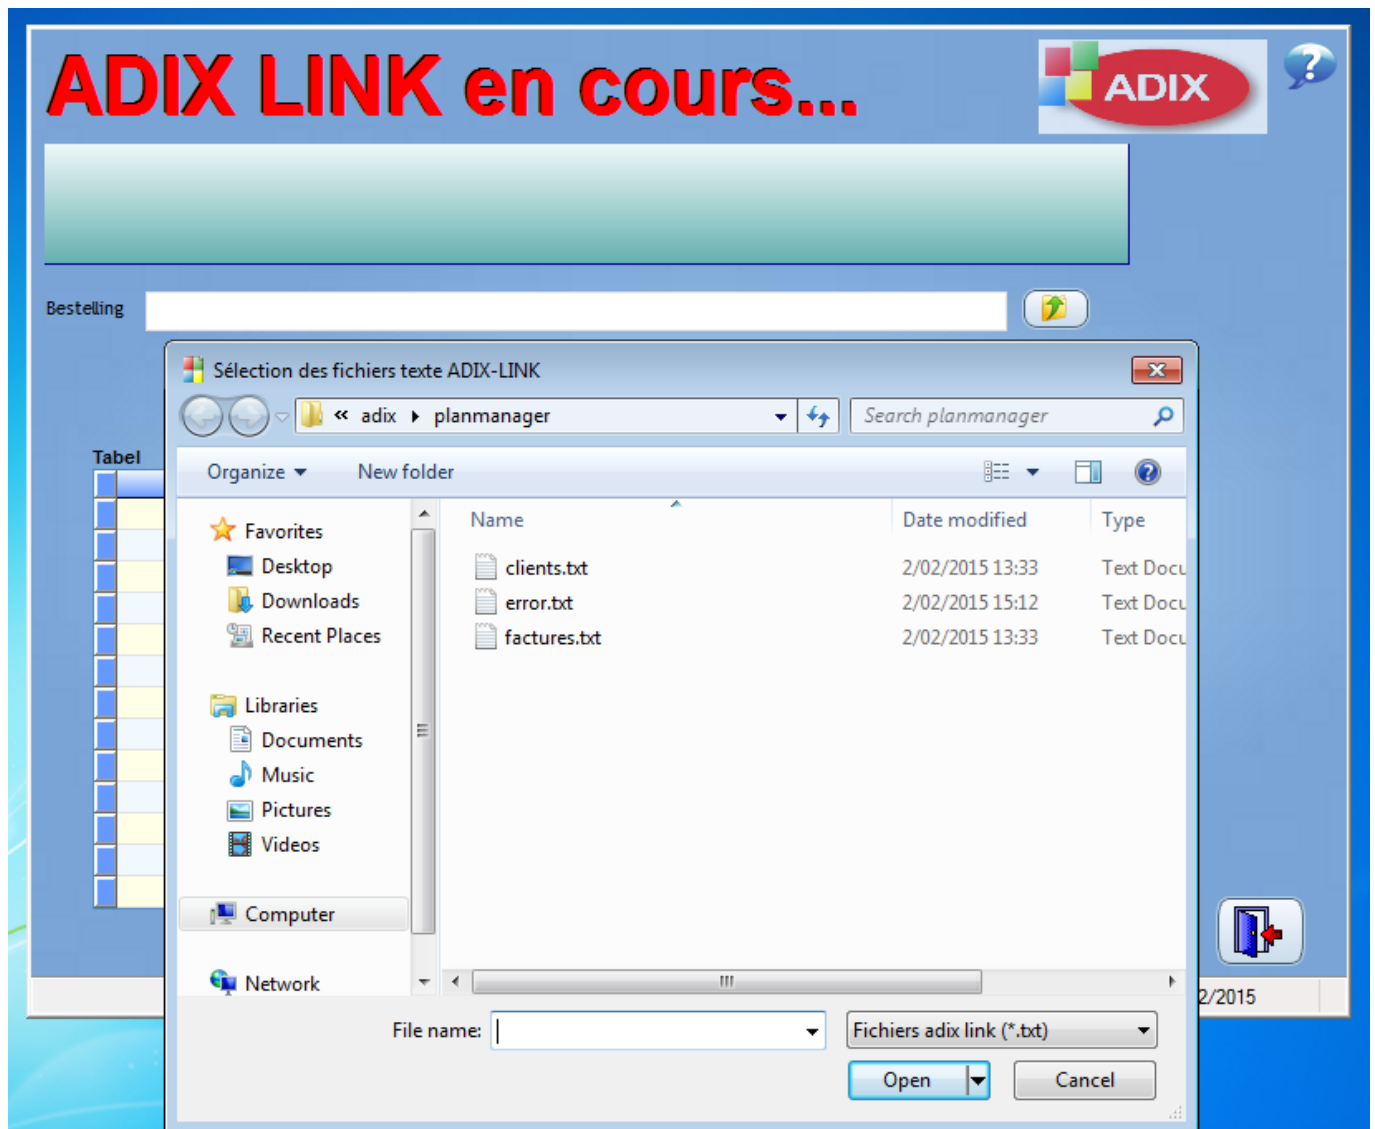 ADIX LINK en cours...
ADIX
?
Bestelling
Sélection des fichiers texte ADIX-LINK
« adix planmanager
Search planmanager
Tabel
Organize
New folder
Name
Date modified
Type
Favorites
Desktop
Downloads
Recent Places
Libraries
Documents
Music
Pictures
Videos
Computer
Network
clients.txt 2/02/2015 13:33 Text Docu
error.txt 2/02/2015 15:12 Text Docu
factures.txt 2/02/2015 13:33 Text Docu
2/2015
File name:
Fichiers adix link (*.txt)
Open
Cancel